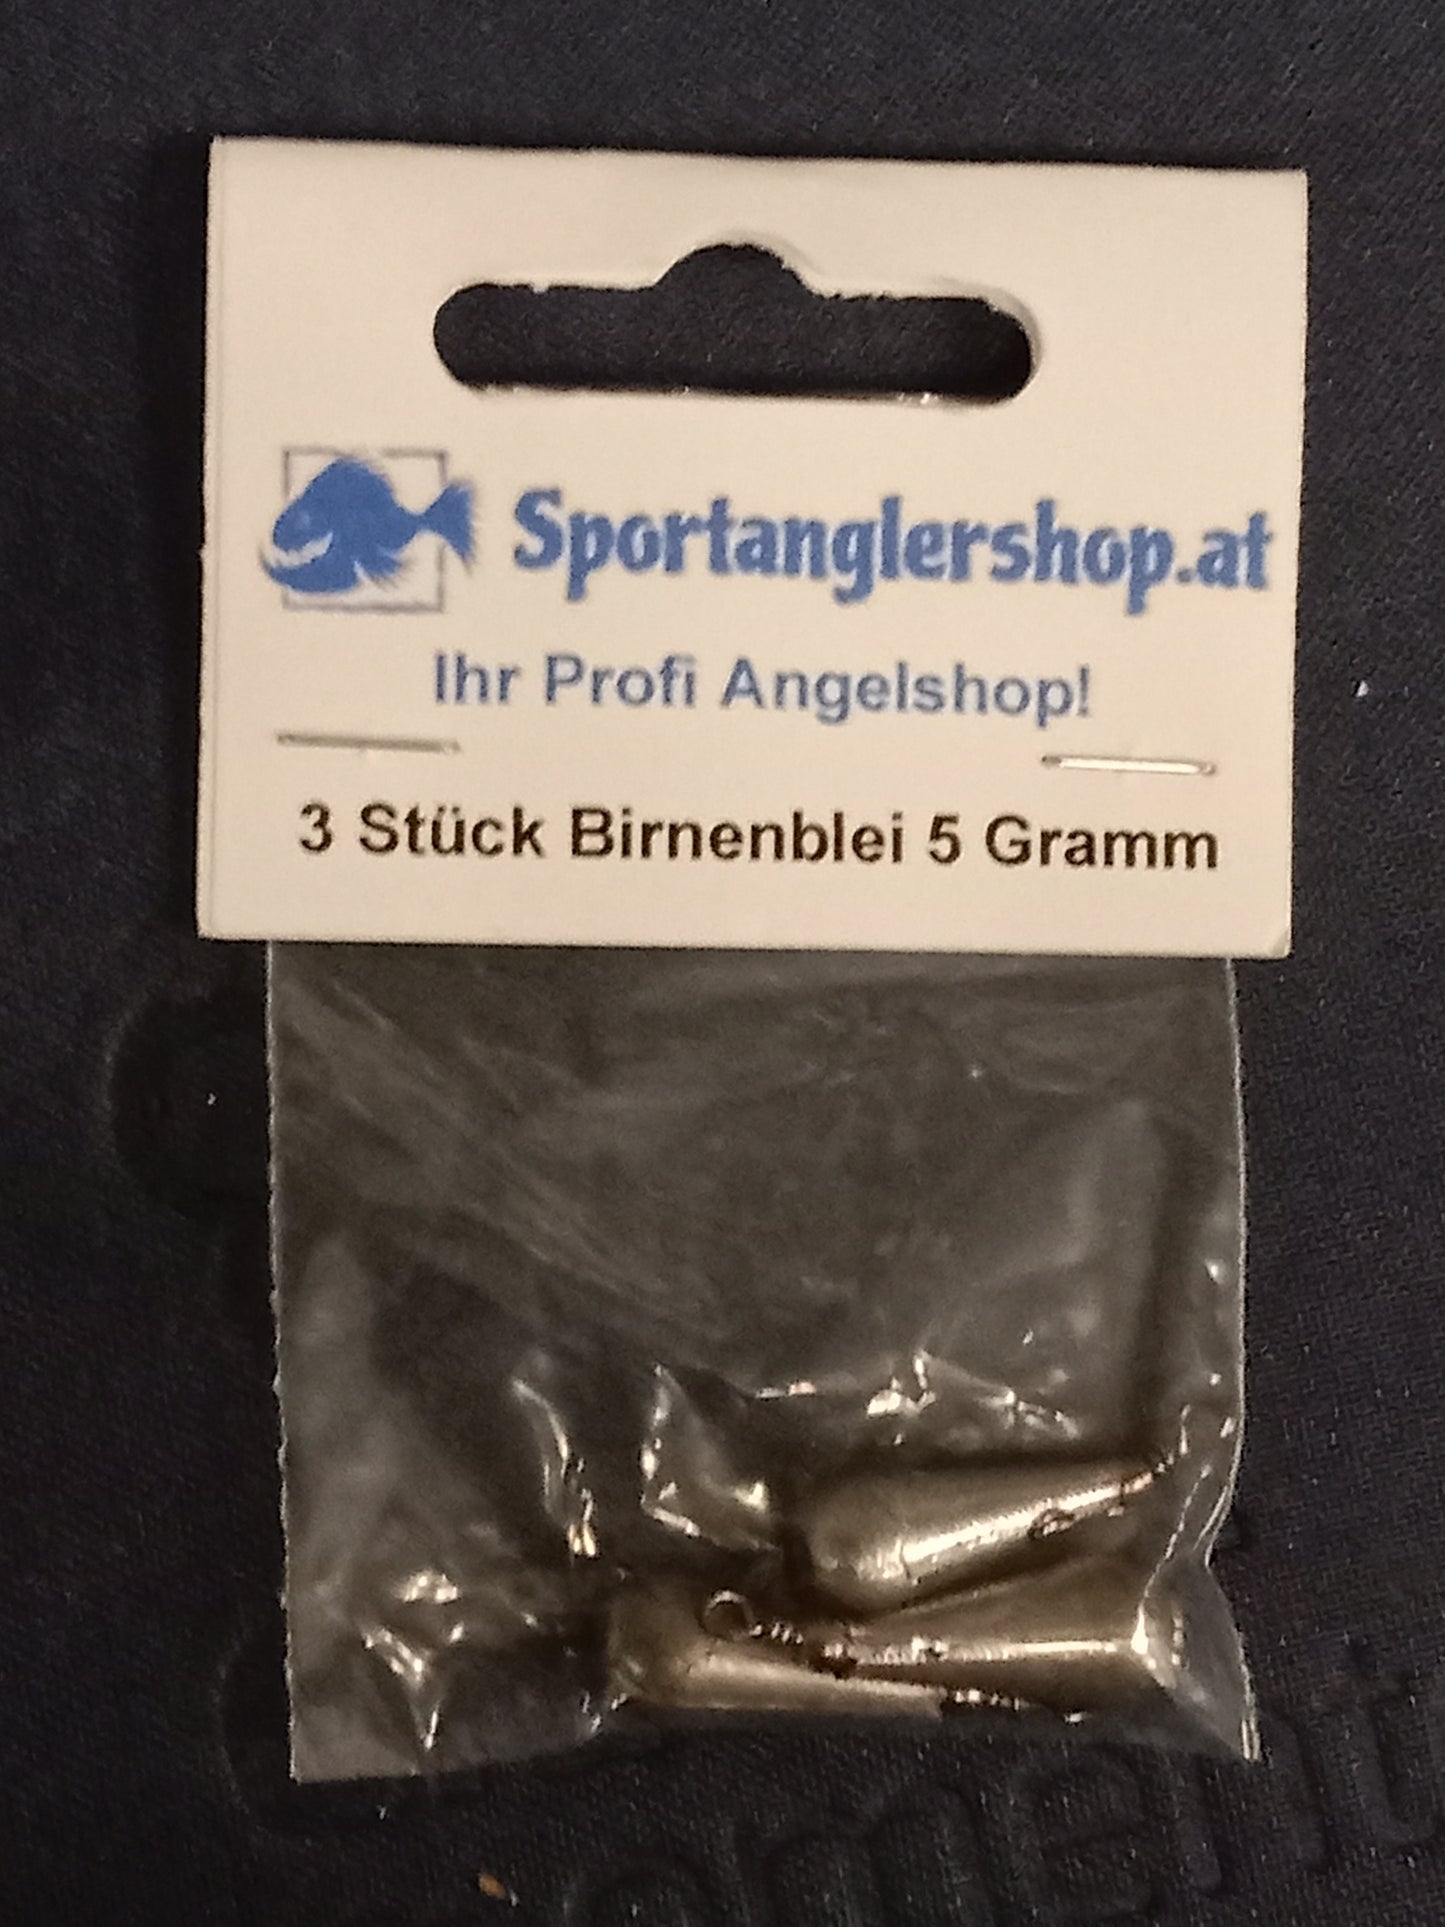 Sportanglershop.at
Ihr Profi Angelshop!
3 Stück Birnenblei 5 Gramm